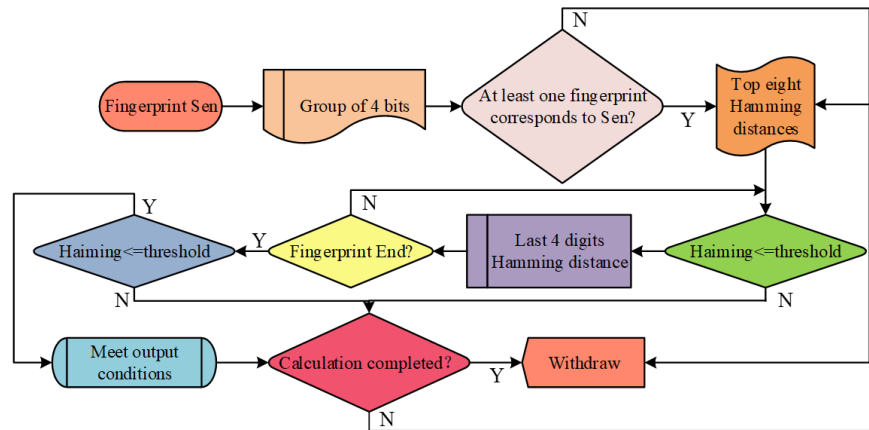 N
Fingerprint Sen
Group of 4 bits
At least one fingerprint
corresponds to Sen?
Y
Top eight
Hamming
distances
N
Y
Haiming<=threshold
Y
Fingerprint End?
Last 4 digits
Hamming distance
Haiming<=threshold
N
N
Meet output
conditions
Calculation completed?
Y
Withdraw
N